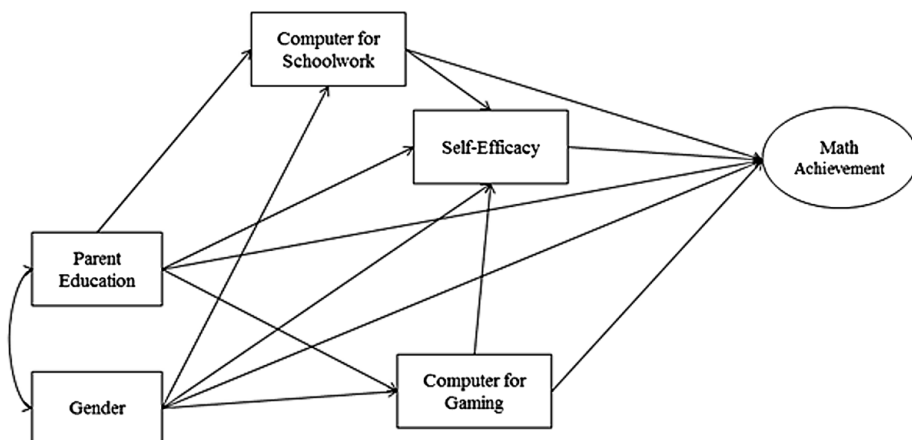 Computer for
Schoolwork
Self-Efficacy
Math
Achievement
Parent
Education
Computer for
Gaming
Gender